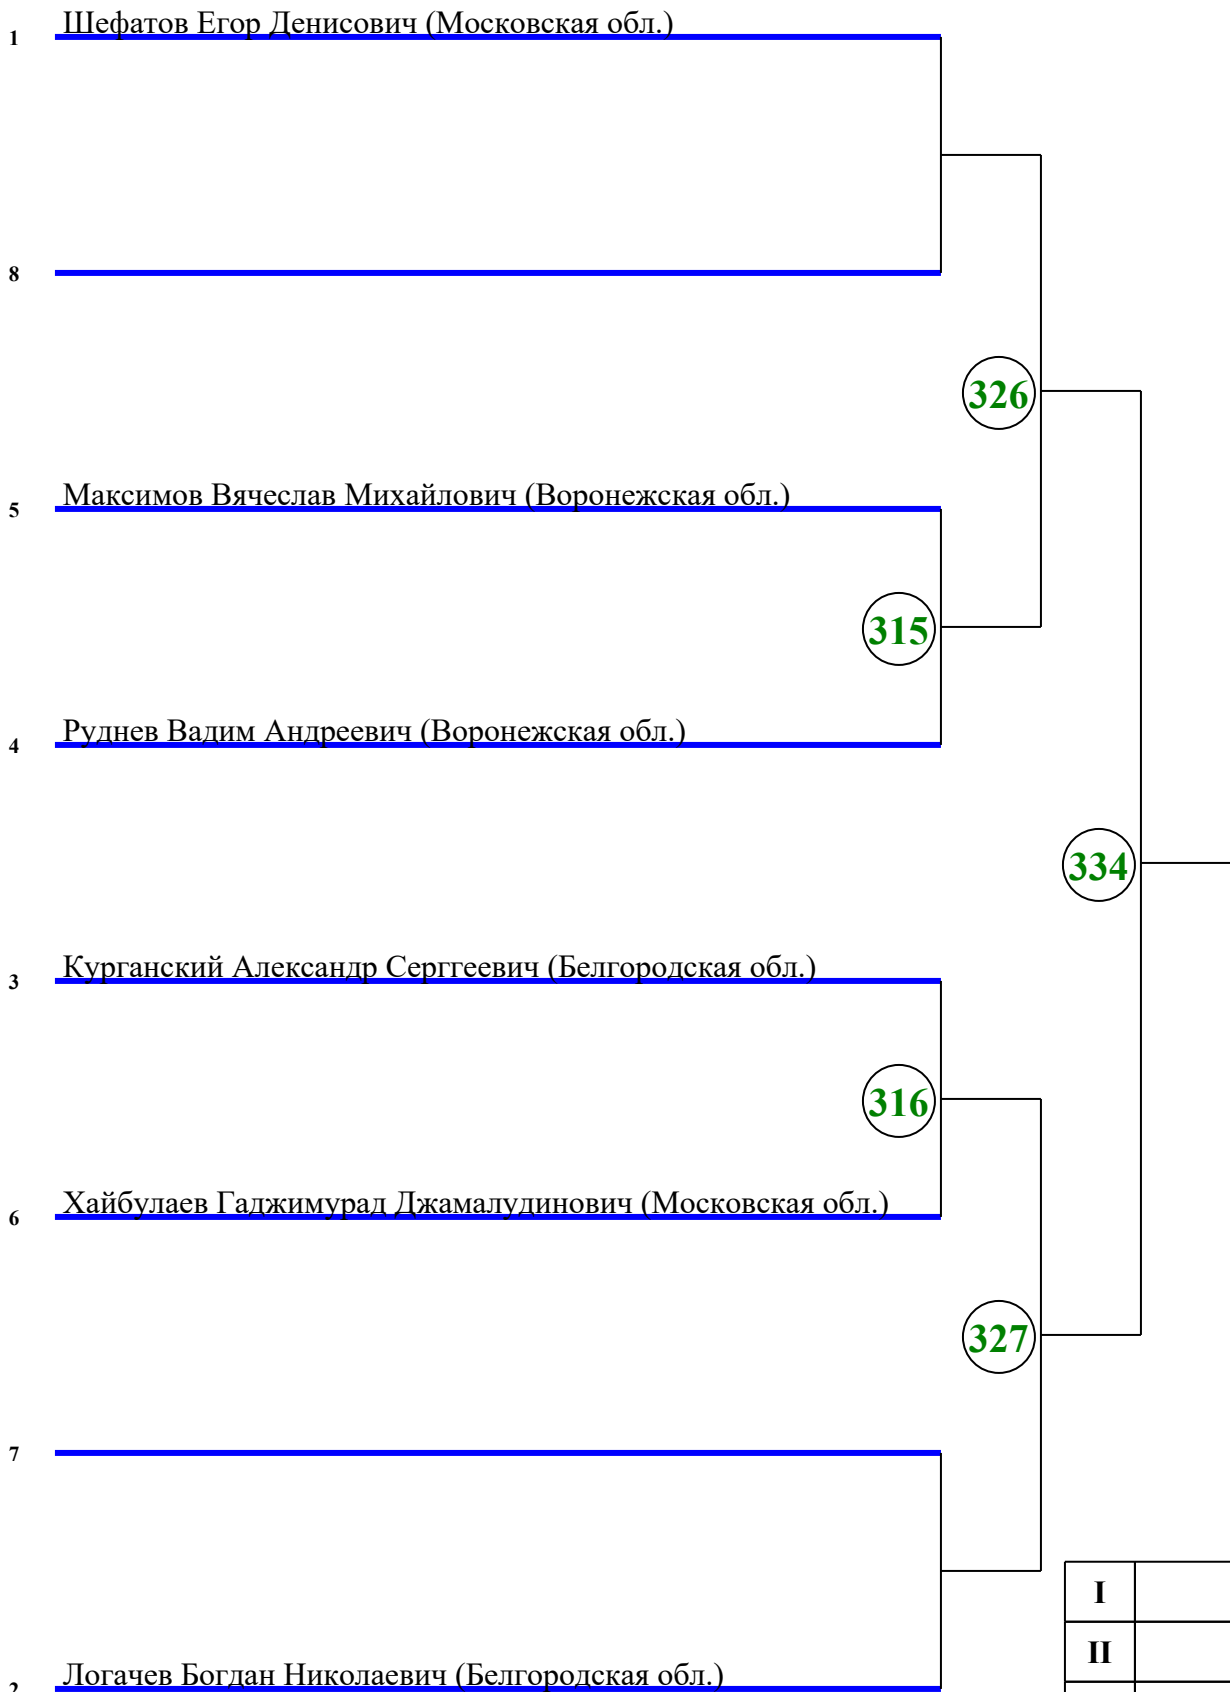 Шефатов Егор Денисович (Московская обл.)
1
8
326
Максимов Вячеслав Михайлович (Воронежская обл.)
5
315
Руднев Вадим Андреевич (Воронежская обл.)
4
334
Курганский Александр Серггеевич (Белгородская обл.)
3
316
Хайбулаев Гаджимурад Джамалудинович (Московская обл.)
6
327
7
I
II
Логачев Богдан Николаевич (Белгородская обл.)
2